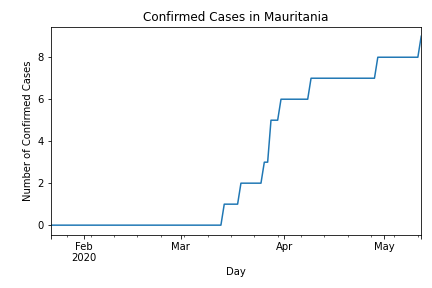 Confirmed Cases in Mauritania
Number of Confirmed Cases
8
6
4
2
0
Feb Mar Apr May
2020
Day